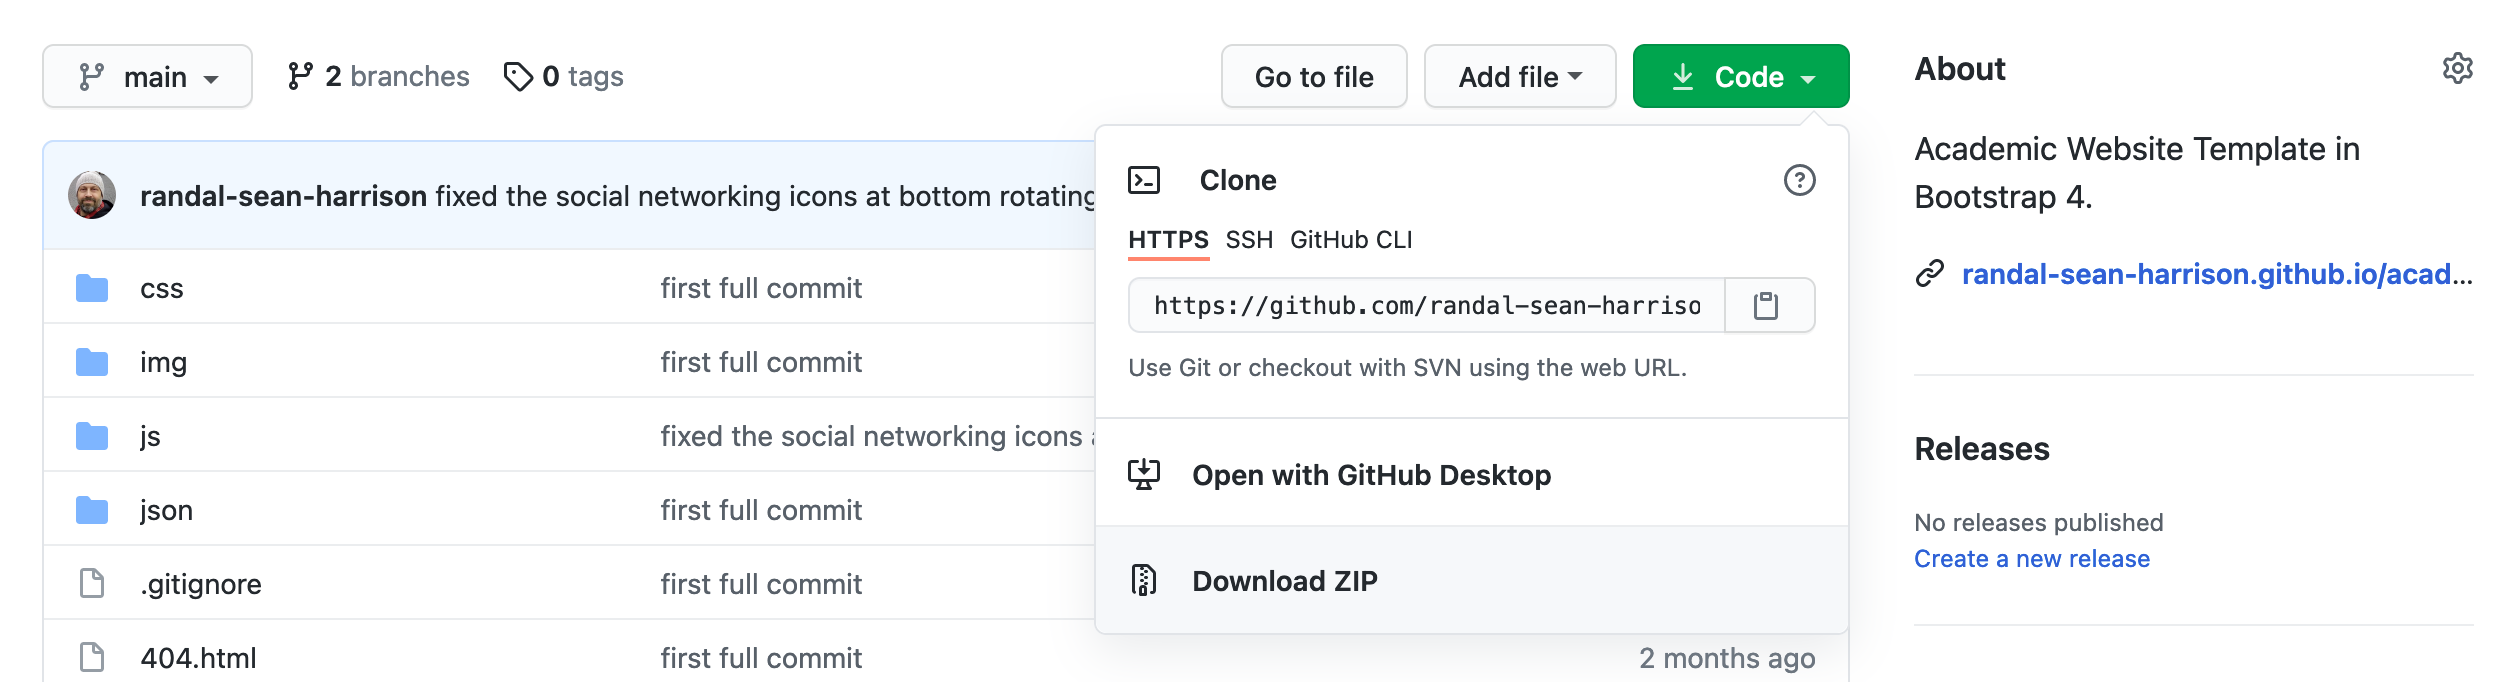 main
2 branches
0 tags
Go to file
Add file
Code
randal-sean-harrison fixed the social networking icons at bottom rotating
css first full commit
img first full commit
js fixed the social networking icons
json first full commit
.gitignore first full commit
404.html first full commit 2 months ago
Clone
HTTPS SSH GitHub CLI
https://github.com/randal-sean-harriso
Use Git or checkout with SVN using the web URL.
Open with GitHub Desktop
Download ZIP
About
Academic Website Template in
Bootstrap 4.
randal-sean-harrison.github.io/acad...
Releases
No releases published
Create a new release